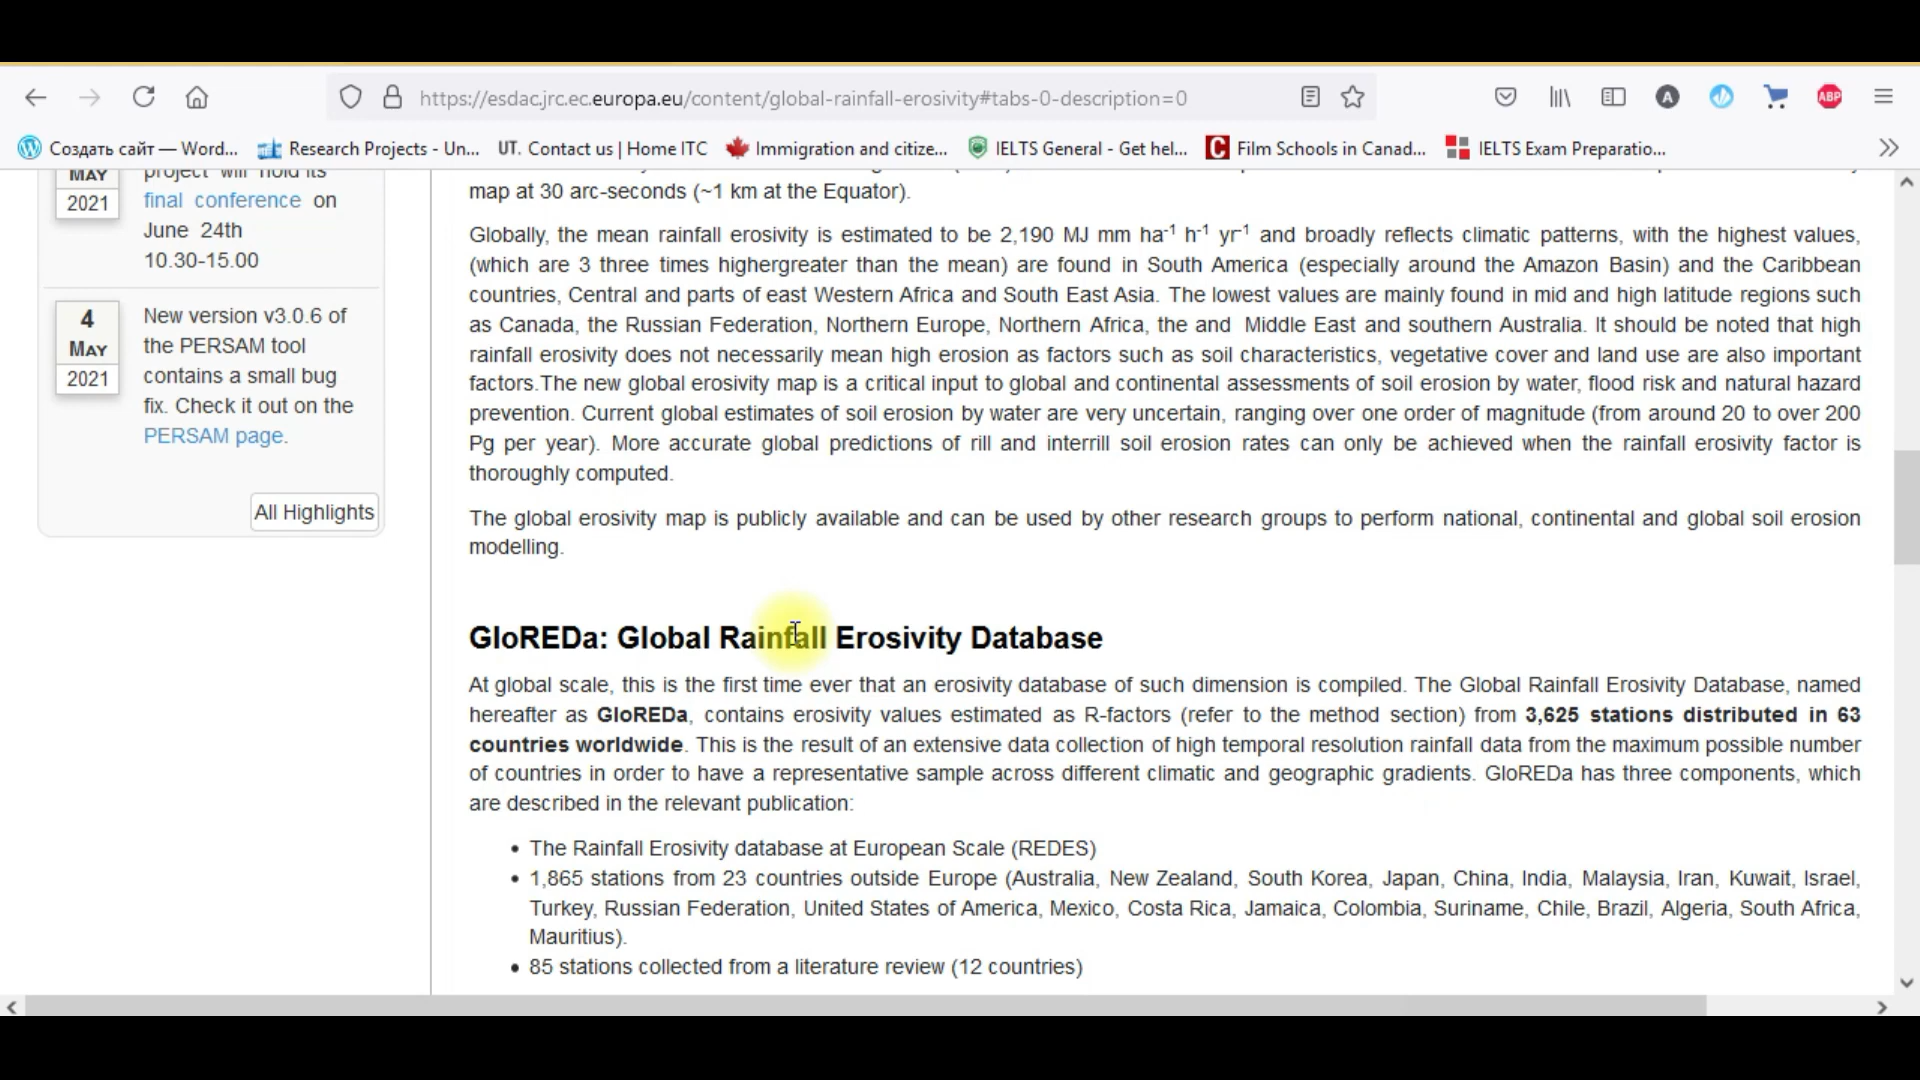 https://esdac.jrc.ec.europa.eu/content/global-rainfall-erosivity#tabs-0-description=0
A
ABP
Создать сайт — Word...
Research Projects - Un...
UT. Contact us | Home ITC
Immigration and citize...
IELTS General - Get hel...
C Film Schools in Canad...
IELTS Exam Preparatio...
MAY
2021
project will hold its
final conference on
June 24th
10.30-15.00
4
MAY
2021
New version v3.0.6 of
the PERSAM tool
contains a small bug
fix. Check it out on the
PERSAM page.
All Highlights
map at 30 arc-seconds (~1 km at the Equator).
Globally, the mean rainfall erosivity is estimated to be 2,190 MJ mm ha-1 h-1 yr-1 and broadly reflects climatic patterns, with the highest values,
(which are 3 three times highergreater than the mean) are found in South America (especially around the Amazon Basin) and the Caribbean
countries, Central and parts of east Western Africa and South East Asia. The lowest values are mainly found in mid and high latitude regions such
as Canada, the Russian Federation, Northern Europe, Northern Africa, the and Middle East and southern Australia. It should be noted that high
rainfall erosivity does not necessarily mean high erosion as factors such as soil characteristics, vegetative cover and land use are also important
factors.The new global erosivity map is a critical input to global and continental assessments of soil erosion by water, flood risk and natural hazard
prevention. Current global estimates of soil erosion by water are very uncertain, ranging over one order of magnitude (from around 20 to over 200
Pg per year). More accurate global predictions of rill and interrill soil erosion rates can only be achieved when the rainfall erosivity factor is
thoroughly computed.
The global erosivity map is publicly available and can be used by other research groups to perform national, continental and global soil erosion
modelling.
GloREDa: Global Rainfall Erosivity Database
At global scale, this is the first time ever that an erosivity database of such dimension is compiled. The Global Rainfall Erosivity Database, named
hereafter as GloREDa, contains erosivity values estimated as R-factors (refer to the method section) from 3,625 stations distributed in 63
countries worldwide. This is the result of an extensive data collection of high temporal resolution rainfall data from the maximum possible number
of countries in order to have a representative sample across different climatic and geographic gradients. GloREDa has three components, which
are described in the relevant publication:
• The Rainfall Erosivity database at European Scale (REDES)
• 1,865 stations from 23 countries outside Europe (Australia, New Zealand, South Korea, Japan, China, India, Malaysia, Iran, Kuwait, Israel,
Turkey, Russian Federation, United States of America, Mexico, Costa Rica, Jamaica, Colombia, Suriname, Chile, Brazil, Algeria, South Africa,
Mauritius).
• 85 stations collected from a literature review (12 countries)